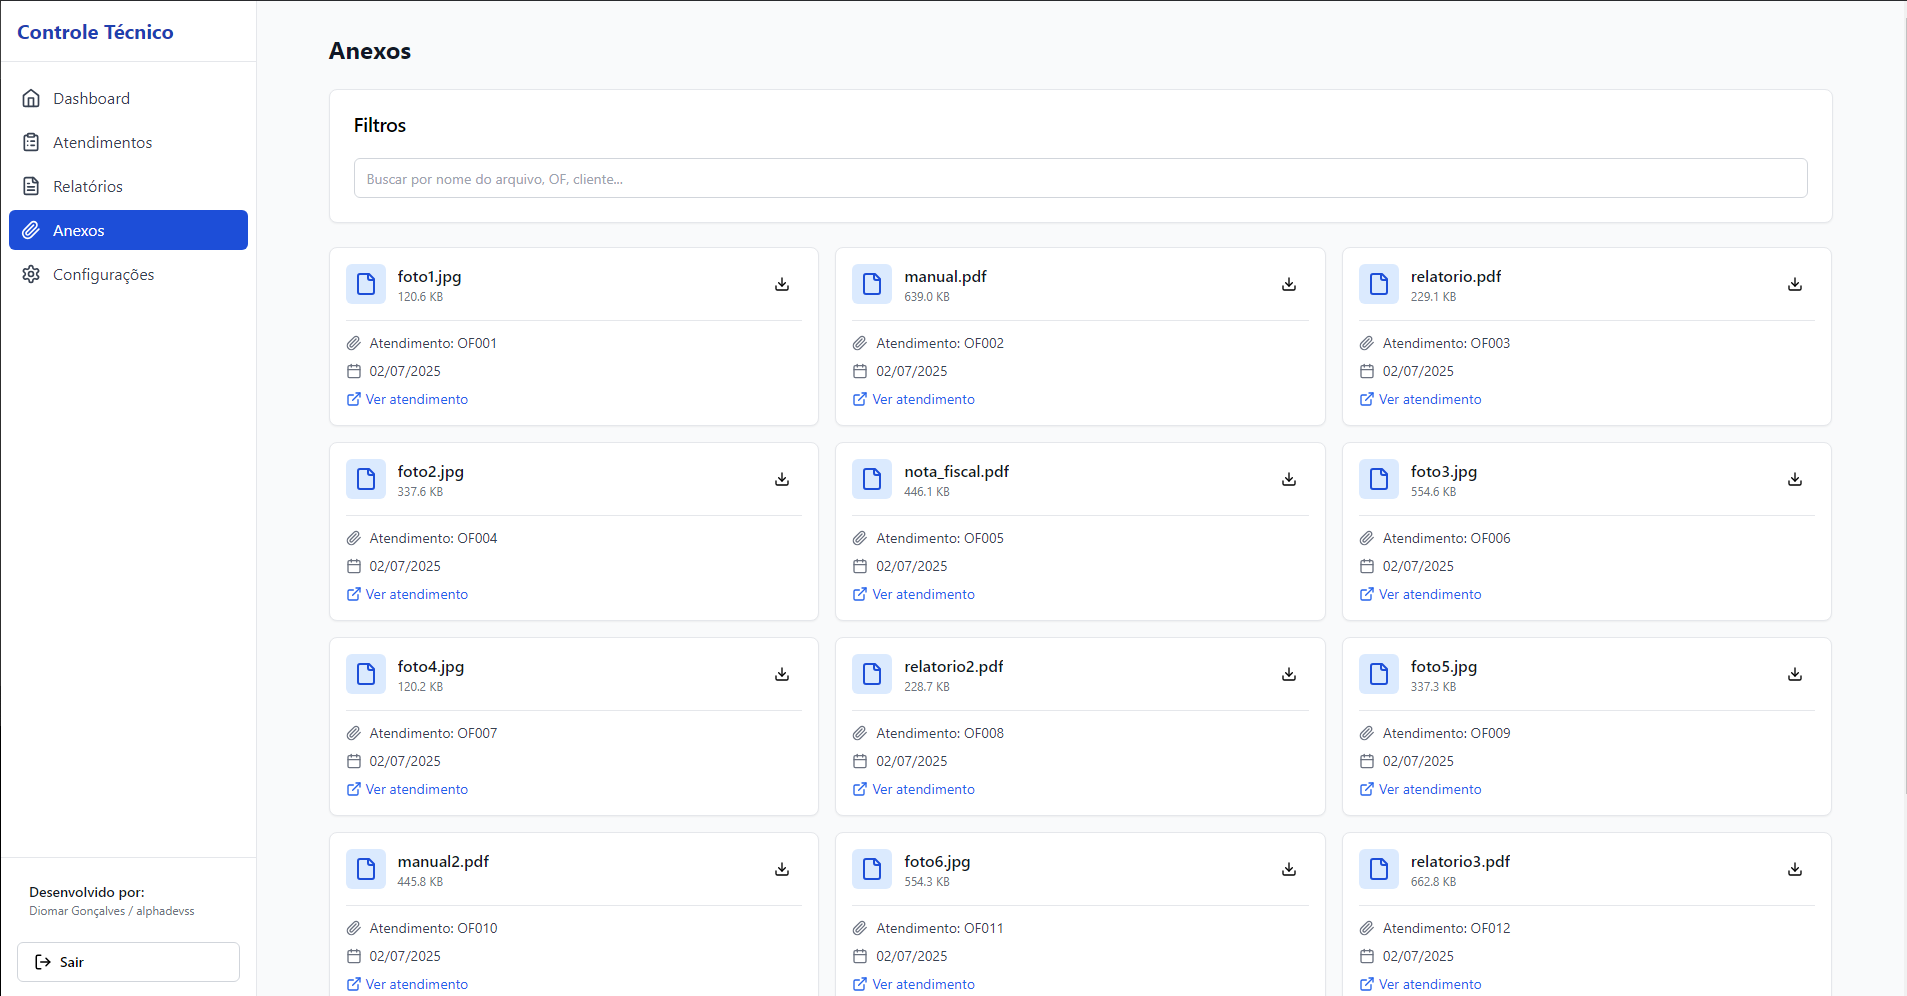 Controle Técnico
Dashboard
Atendimentos
Relatórios
Anexos
Configurações
Desenvolvido por:
Diomar Gonçalves / alphadevss
Sair
Anexos
Filtros
Buscar por nome do arquivo, OF, cliente...
foto1.jpg
120.6 KB
Atendimento: OF001
02/07/2025
Ver atendimento
manual.pdf
639.0 KB
Atendimento: OF002
02/07/2025
Ver atendimento
relatorio.pdf
229.1 KB
Atendimento: OF003
02/07/2025
Ver atendimento
foto2.jpg
337.6 KB
Atendimento: OF004
02/07/2025
Ver atendimento
nota_fiscal.pdf
446.1 KB
Atendimento: OF005
02/07/2025
Ver atendimento
foto3.jpg
554.6 KB
Atendimento: OF006
02/07/2025
Ver atendimento
foto4.jpg
120.2 KB
Atendimento: OF007
02/07/2025
Ver atendimento
relatorio2.pdf
228.7 KB
Atendimento: OF008
02/07/2025
Ver atendimento
foto5.jpg
337.3 KB
Atendimento: OF009
02/07/2025
Ver atendimento
manual2.pdf
445.8 KB
Atendimento: OF010
02/07/2025
Ver atendimento
foto6.jpg
554.3 KB
Atendimento: OF011
02/07/2025
Ver atendimento
relatorio3.pdf
662.8 KB
Atendimento: OF012
02/07/2025
Ver atendimento